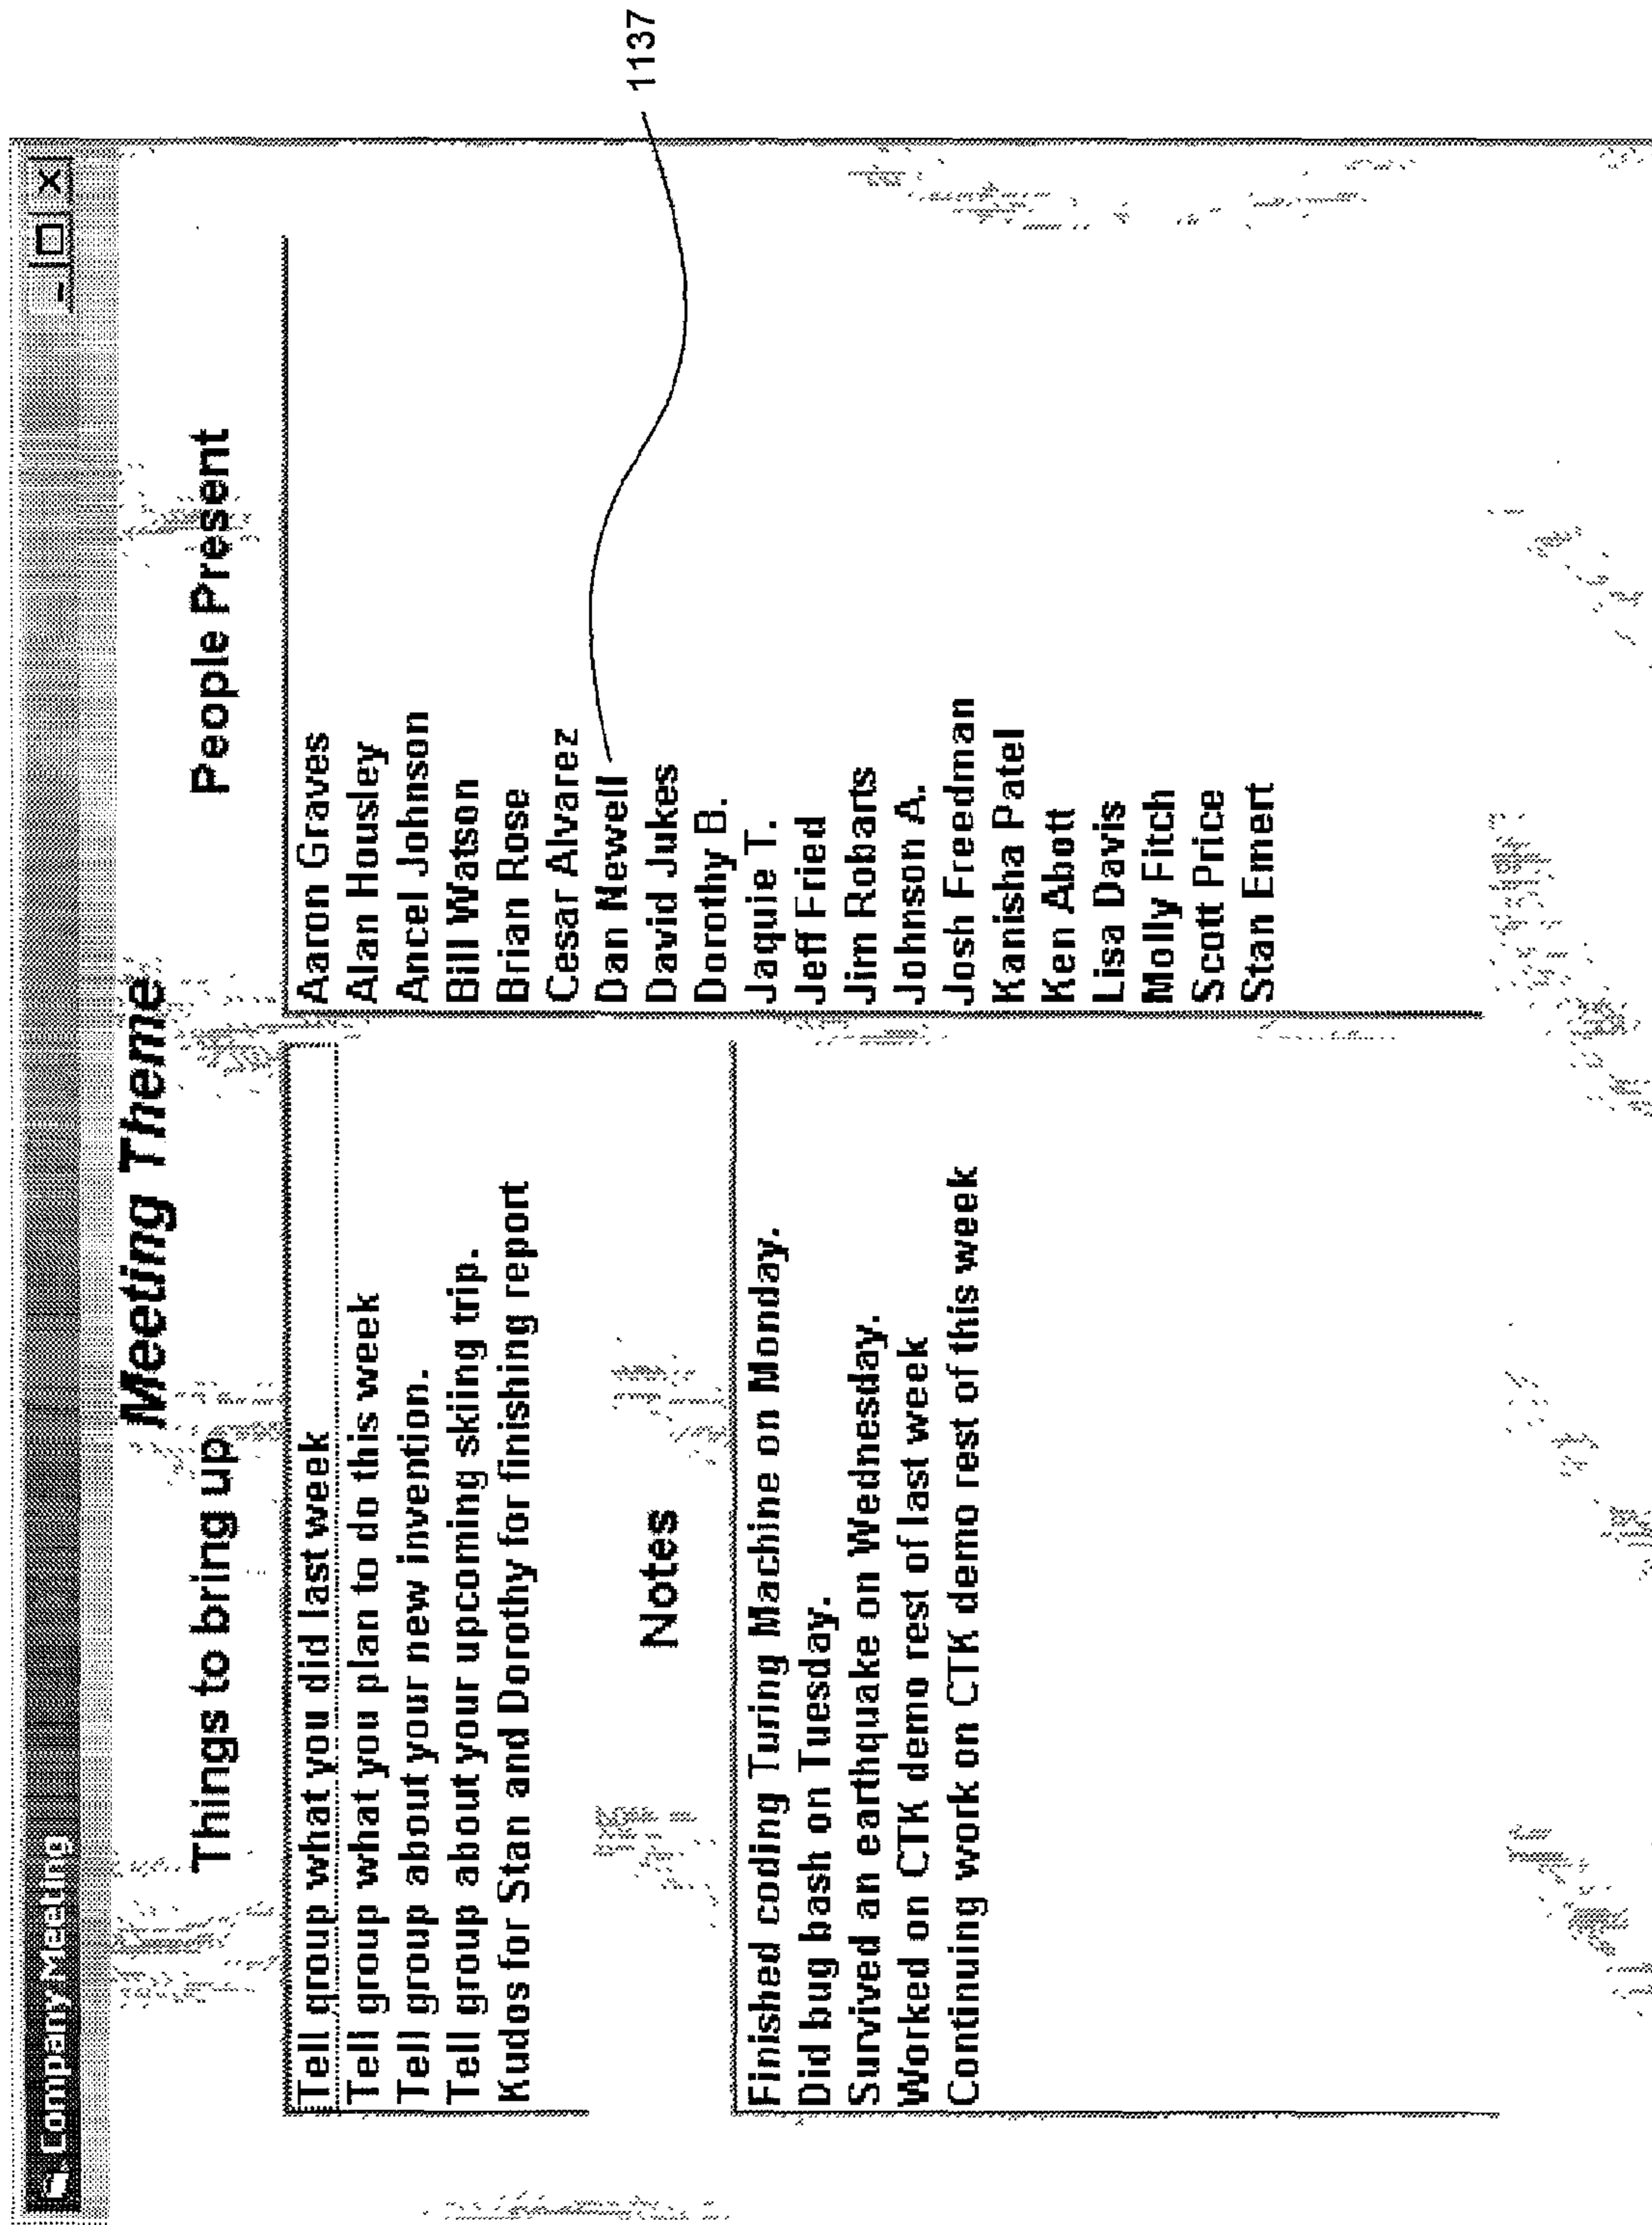 Company Meeting
Meeting Theme
Things to bring up
Tell group what you did last week
Tell group what you plan to do this week
Tell group about your new invention.
Tell group about your upcoming skiing trip.
Kudos for Stan and Dorothy for finishing report
Notes
Finished coding Turing Machine on Monday.
Did bug bash on Tuesday.
Survived an earthquake on Wednesday.
Worked on CTK demo rest of last week
Continuing work on CTK demo rest of this week
People Present
Aaron Graves
Alan Housley
Ancel Johnson
Bill Watson
Brian Rose
Cesar Alvarez
Dan Newell
David Jukes
Dorothy B.
Jaquie T.
Jeff Fried
Jim Robarts
Johnson A.
Josh Freedman
Kanisha Patel
Ken Abott
Lisa Davis
Molly Fitch
Scott Price
Stan Emert
1137